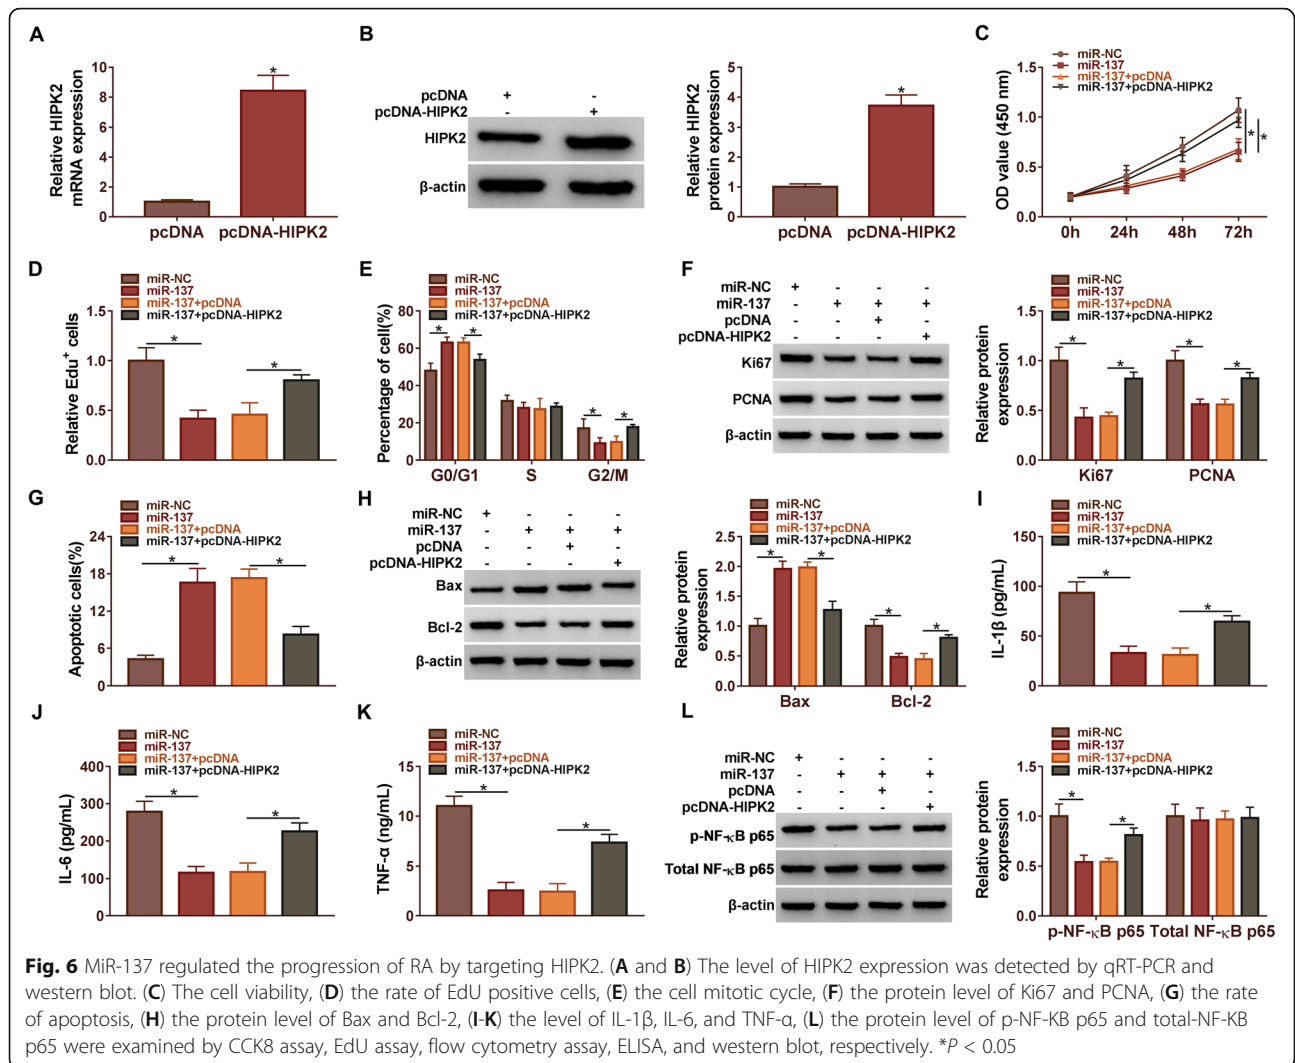 A
Relative HIPK2
mRNA expression
10
8
6
4
2
0
*
pcDNA pcDNA-HIPK2
B
pcDNA + -
pcDNA-HIPK2 - +
HIPK2
β-actin
Relative HIPK2
protein expression
5
4
3
2
1
0
*
pcDNA pcDNA-HIPK2
C
miR-NC
miR-137
miR-137+pcDNA
miR-137+pcDNA-HIPK2
OD value (450 nm)
1.5
1.0
0.5
0.0
* *
0h 24h 48h 72h
D
miR-NC
miR-137
miR-137+pcDNA
miR-137+pcDNA-HIPK2
Relative Edu+ cells
1.5
1.0
0.5
0.0
* *
E
miR-NC
miR-137
miR-137+pcDNA
miR-137+pcDNA-HIPK2
Percentage of cell(%)
80
60
40
20
0
* * * *
G0/G1 S G2/M
F
miR-NC + - - -
miR-137 - + + +
pcDNA - - + -
pcDNA-HIPK2 - - - +
Ki67
PCNA
β-actin
miR-NC
miR-137
miR-137+pcDNA
miR-137+pcDNA-HIPK2
Relative protein
expression
1.5
1.0
0.5
0.0
* * * *
Ki67 PCNA
G
miR-NC
miR-137
miR-137+pcDNA
miR-137+pcDNA-HIPK2
Apoptotic cells(%)
24
18
12
6
0
* *
H
miR-NC + - - -
miR-137 - + + +
pcDNA - - + -
pcDNA-HIPK2 - - - +
Bax
Bcl-2
β-actin
miR-NC
miR-137
miR-137+pcDNA
miR-137+pcDNA-HIPK2
Relative protein
expression
2.5
2.0
1.5
1.0
0.5
0.0
* * * *
Bax Bcl-2
I
miR-NC
miR-137
miR-137+pcDNA
miR-137+pcDNA-HIPK2
IL-1β (pg/mL)
150
100
50
0
* *
J
miR-NC
miR-137
miR-137+pcDNA
miR-137+pcDNA-HIPK2
IL-6 (pg/mL)
400
300
200
100
0
* *
K
miR-NC
miR-137
miR-137+pcDNA
miR-137+pcDNA-HIPK2
TNF-α (ng/mL)
15
10
5
0
* *
L
miR-NC + - - -
miR-137 - + + +
pcDNA - - + -
pcDNA-HIPK2 - - - +
p-NF-κB p65
Total NF-κB p65
β-actin
miR-NC
miR-137
miR-137+pcDNA
miR-137+pcDNA-HIPK2
Relative protein
expression
1.5
1.0
0.5
0.0
* *
p-NF-κB p65 Total NF-κB p65
Fig. 6 MiR-137 regulated the progression of RA by targeting HIPK2. (A and B) The level of HIPK2 expression was detected by qRT-PCR and
western blot. (C) The cell viability, (D) the rate of EdU positive cells, (E) the cell mitotic cycle, (F) the protein level of Ki67 and PCNA, (G) the rate
of apoptosis, (H) the protein level of Bax and Bcl-2, (I-K) the level of IL-1β, IL-6, and TNF-α, (L) the protein level of p-NF-KB p65 and total-NF-KB
p65 were examined by CCK8 assay, EdU assay, flow cytometry assay, ELISA, and western blot, respectively. *P < 0.05